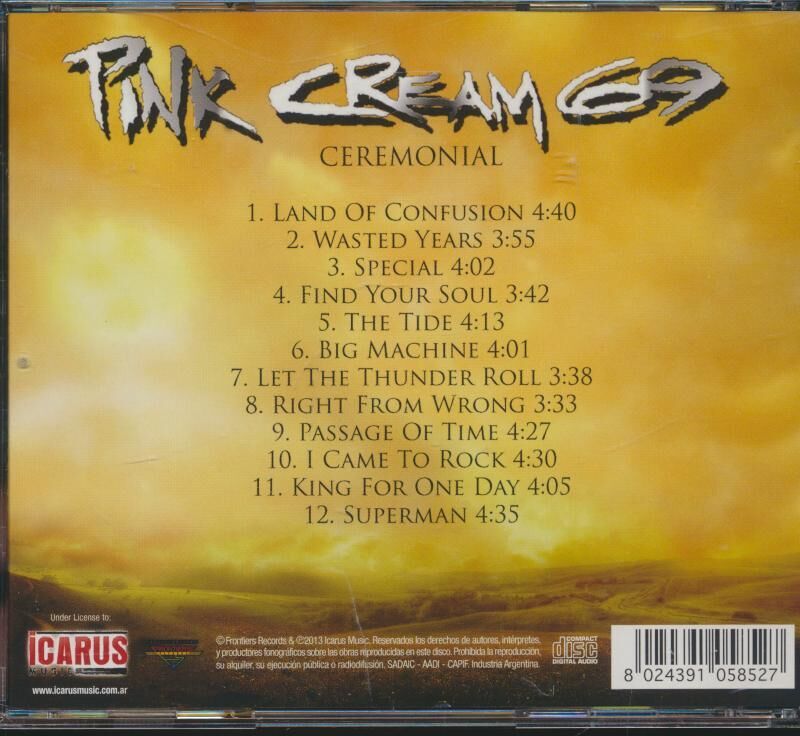 PINK CREAM 69
CEREMONIAL
1. LAND OF CONFUSION 4:40
2. WASTED YEARS 3:55
3. SPECIAL 4:02
4. FIND YOUR SOUL 3:42
5. THE TIDE 4:13
6. BIG MACHINE 4:01
7. LET THE THUNDER ROLL 3:38
8. RIGHT FROM WRONG 3:33
9. PASSAGE OF TIME 4:27
10. I CAME TO ROCK 4:30
11. KING FOR ONE DAY 4:05
12. SUPERMAN 4:35
Under License to:
iCARUS
MUSIC
www.icarusmusic.com.ar
© Frontiers Records & ℗2013 Icarus Music. Reservados los derechos de autores, intérpretes,
y productores fonográficos sobre las obras reproducidas en este disco. Prohibida la reproducción,
su alquiler, su ejecución pública o radiodifusión. SADAIC - AADI - CAPIF. Industria Argentina.
COMPACT
disc
DIGITAL AUDIO
8 024391 058527